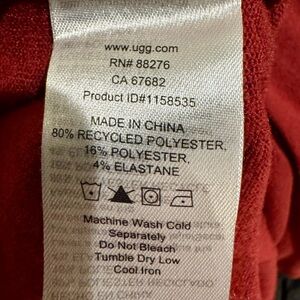 www.ugg.com
RN# 88276
CA 67682
Product ID#1158535
MADE IN CHINA
80% RECYCLED POLYESTER,
16% POLYESTER,
4% ELASTANE
Machine Wash Cold
Separately
Do Not Bleach
Tumble Dry Low
Cool Iron